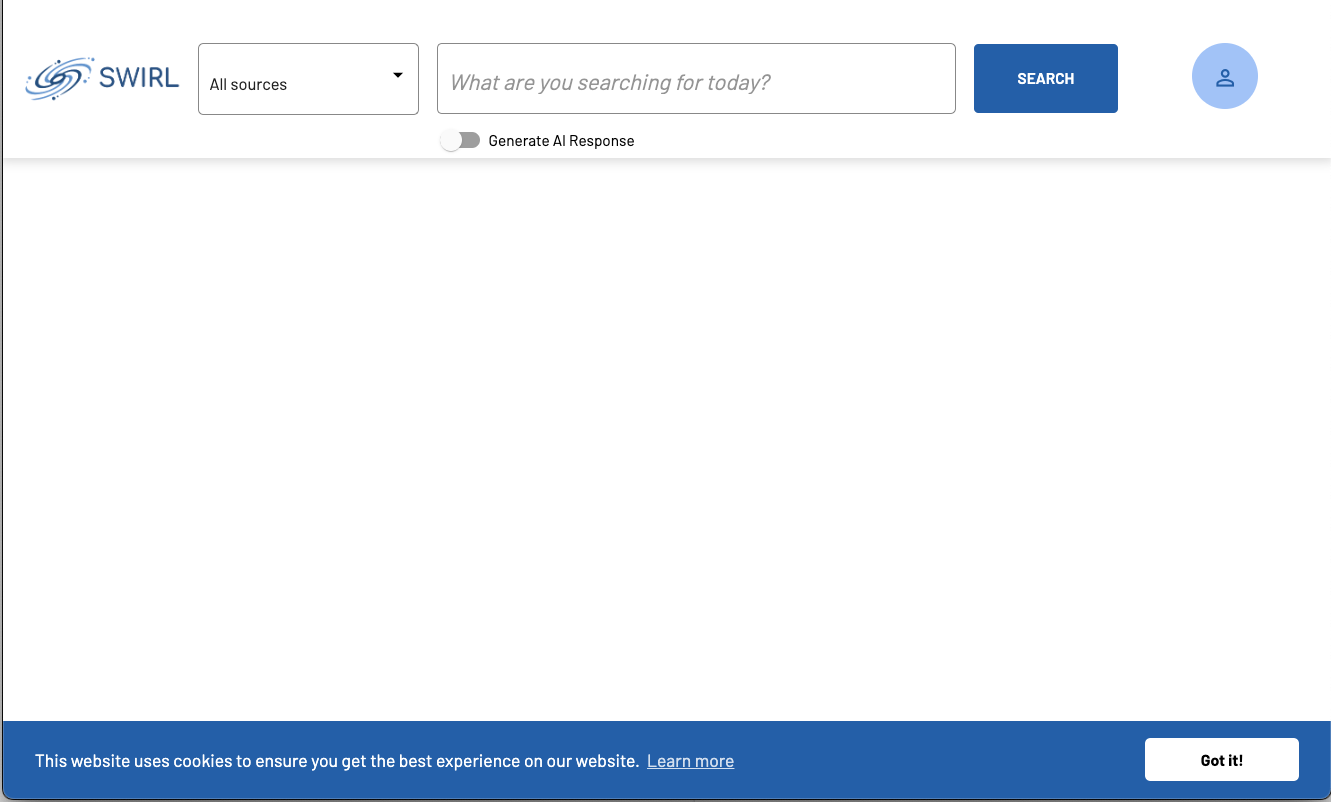 SWIRL
All sources
What are you searching for today?
SEARCH
Generate AI Response
This website uses cookies to ensure you get the best experience on our website. Learn more
Got it!